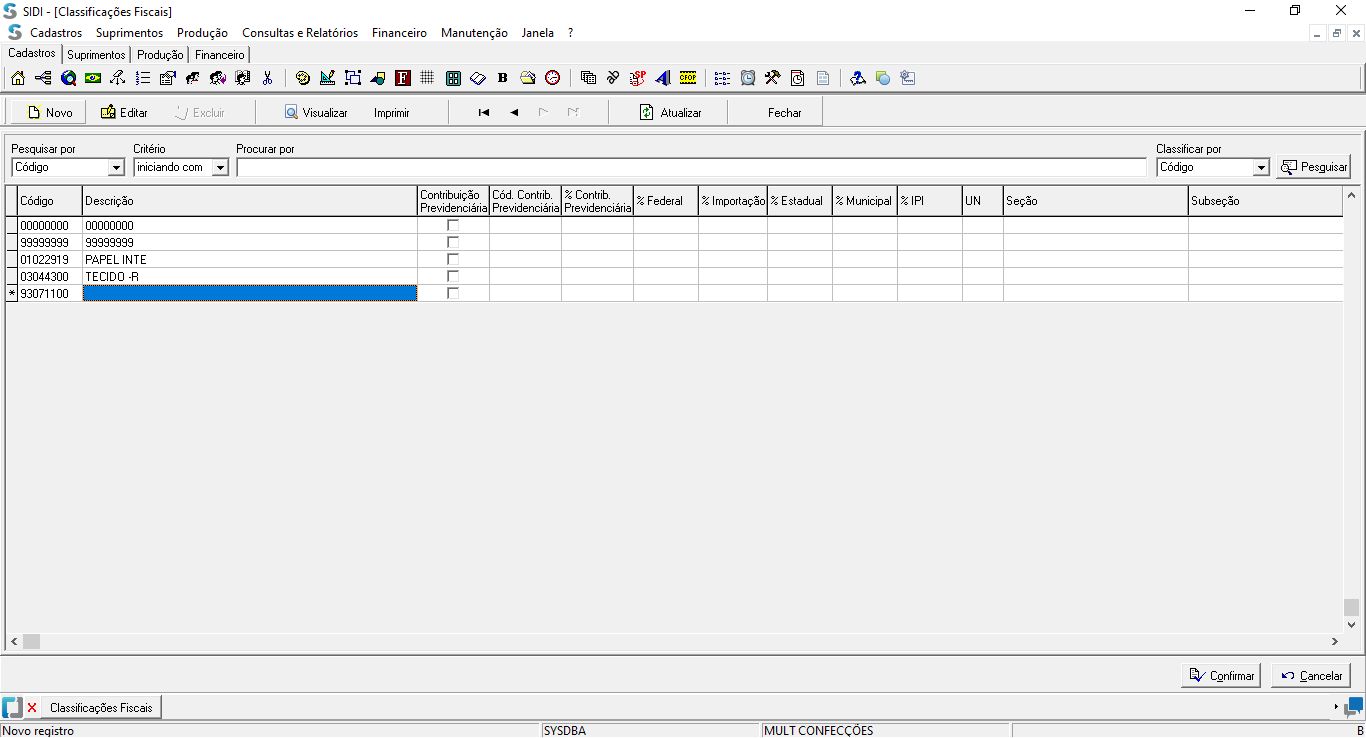 SIDI - [Classificações Fiscais]
Cadastros Suprimentos Produção Consultas e Relatórios Financeiro Manutenção Janela ?
Cadastros Suprimentos Produção Financeiro
F B SP CFOP
Novo Editar Excluir Visualizar Imprimir Atualizar Fechar
Pesquisar por Critério Procurar por Classificar por
Código iniciando com Código Pesquisar
Código Descrição Contribuição Previdenciária Cód. Contrib. Previdenciária % Contrib. Previdenciária % Federal % Importação % Estadual % Municipal % IPI UN Seção Subseção
00000000 00000000
99999999 99999999
01022919 PAPEL INTE
03044300 TECIDO -R
* 93071100
Confirmar Cancelar
Classificações Fiscais
Novo registro SYSDBA MULT CONFECÇÕES B